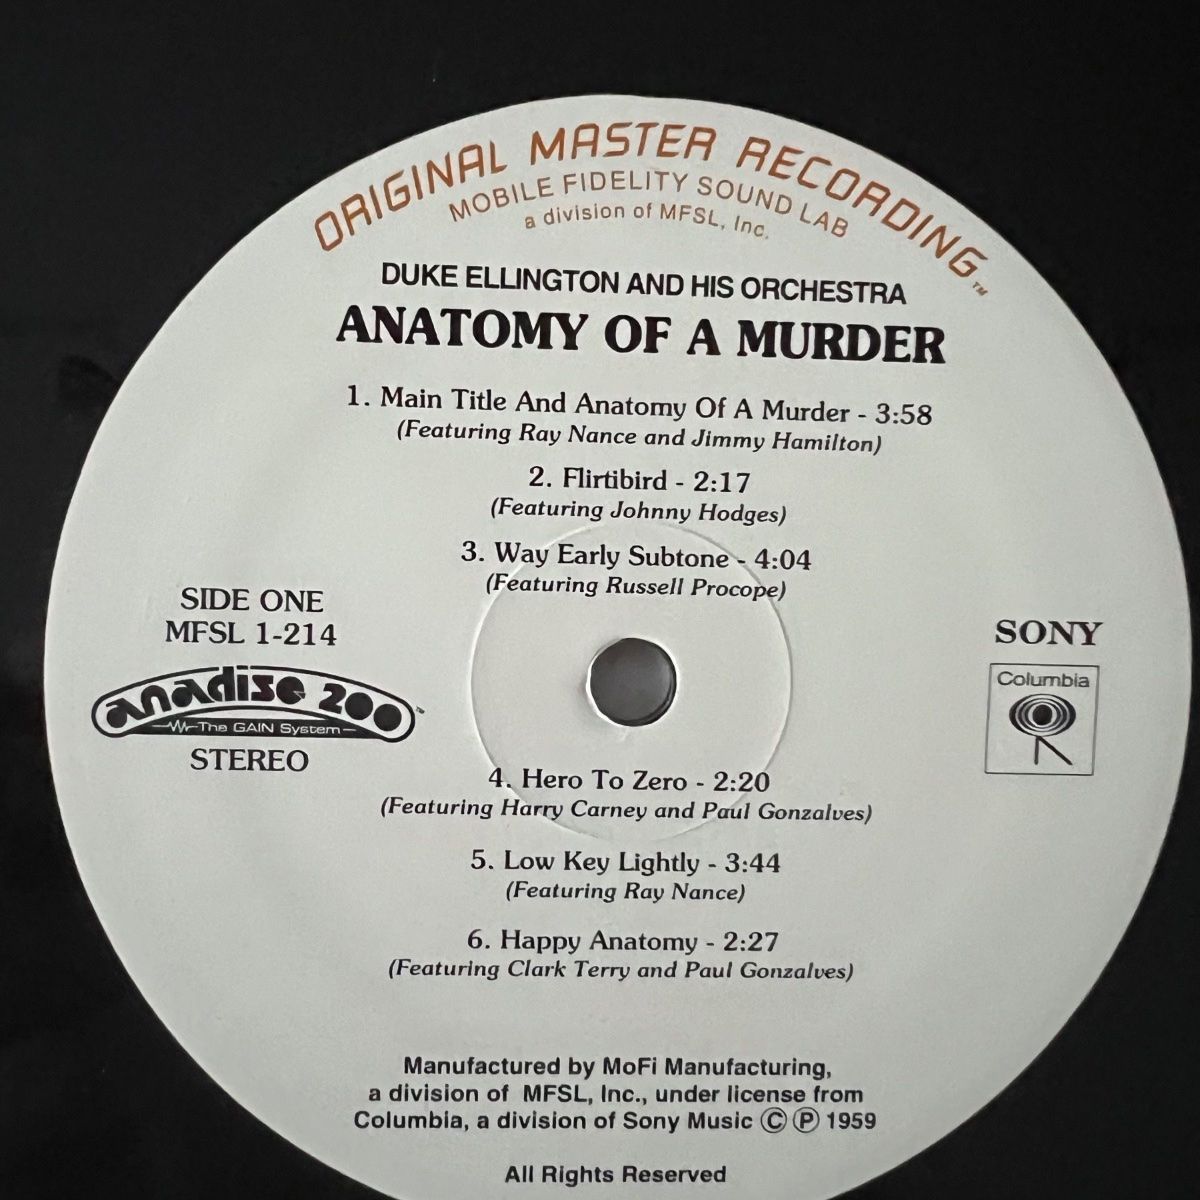 ORIGINAL MASTER RECORDING™
MOBILE FIDELITY SOUND LAB
a division of MFSL, Inc.
DUKE ELLINGTON AND HIS ORCHESTRA
ANATOMY OF A MURDER
1. Main Title And Anatomy Of A Murder - 3:58
(Featuring Ray Nance and Jimmy Hamilton)
2. Flirtibird - 2:17
(Featuring Johnny Hodges)
3. Way Early Subtone - 4:04
(Featuring Russell Procope)
SIDE ONE
MFSL 1-214
anadisc 200™
The GAIN System
STEREO
SONY
Columbia
4. Hero To Zero - 2:20
(Featuring Harry Carney and Paul Gonzalves)
5. Low Key Lightly - 3:44
(Featuring Ray Nance)
6. Happy Anatomy - 2:27
(Featuring Clark Terry and Paul Gonzalves)
Manufactured by MoFi Manufacturing,
a division of MFSL, Inc., under license from
Columbia, a division of Sony Music Ⓒ Ⓟ 1959
All Rights Reserved